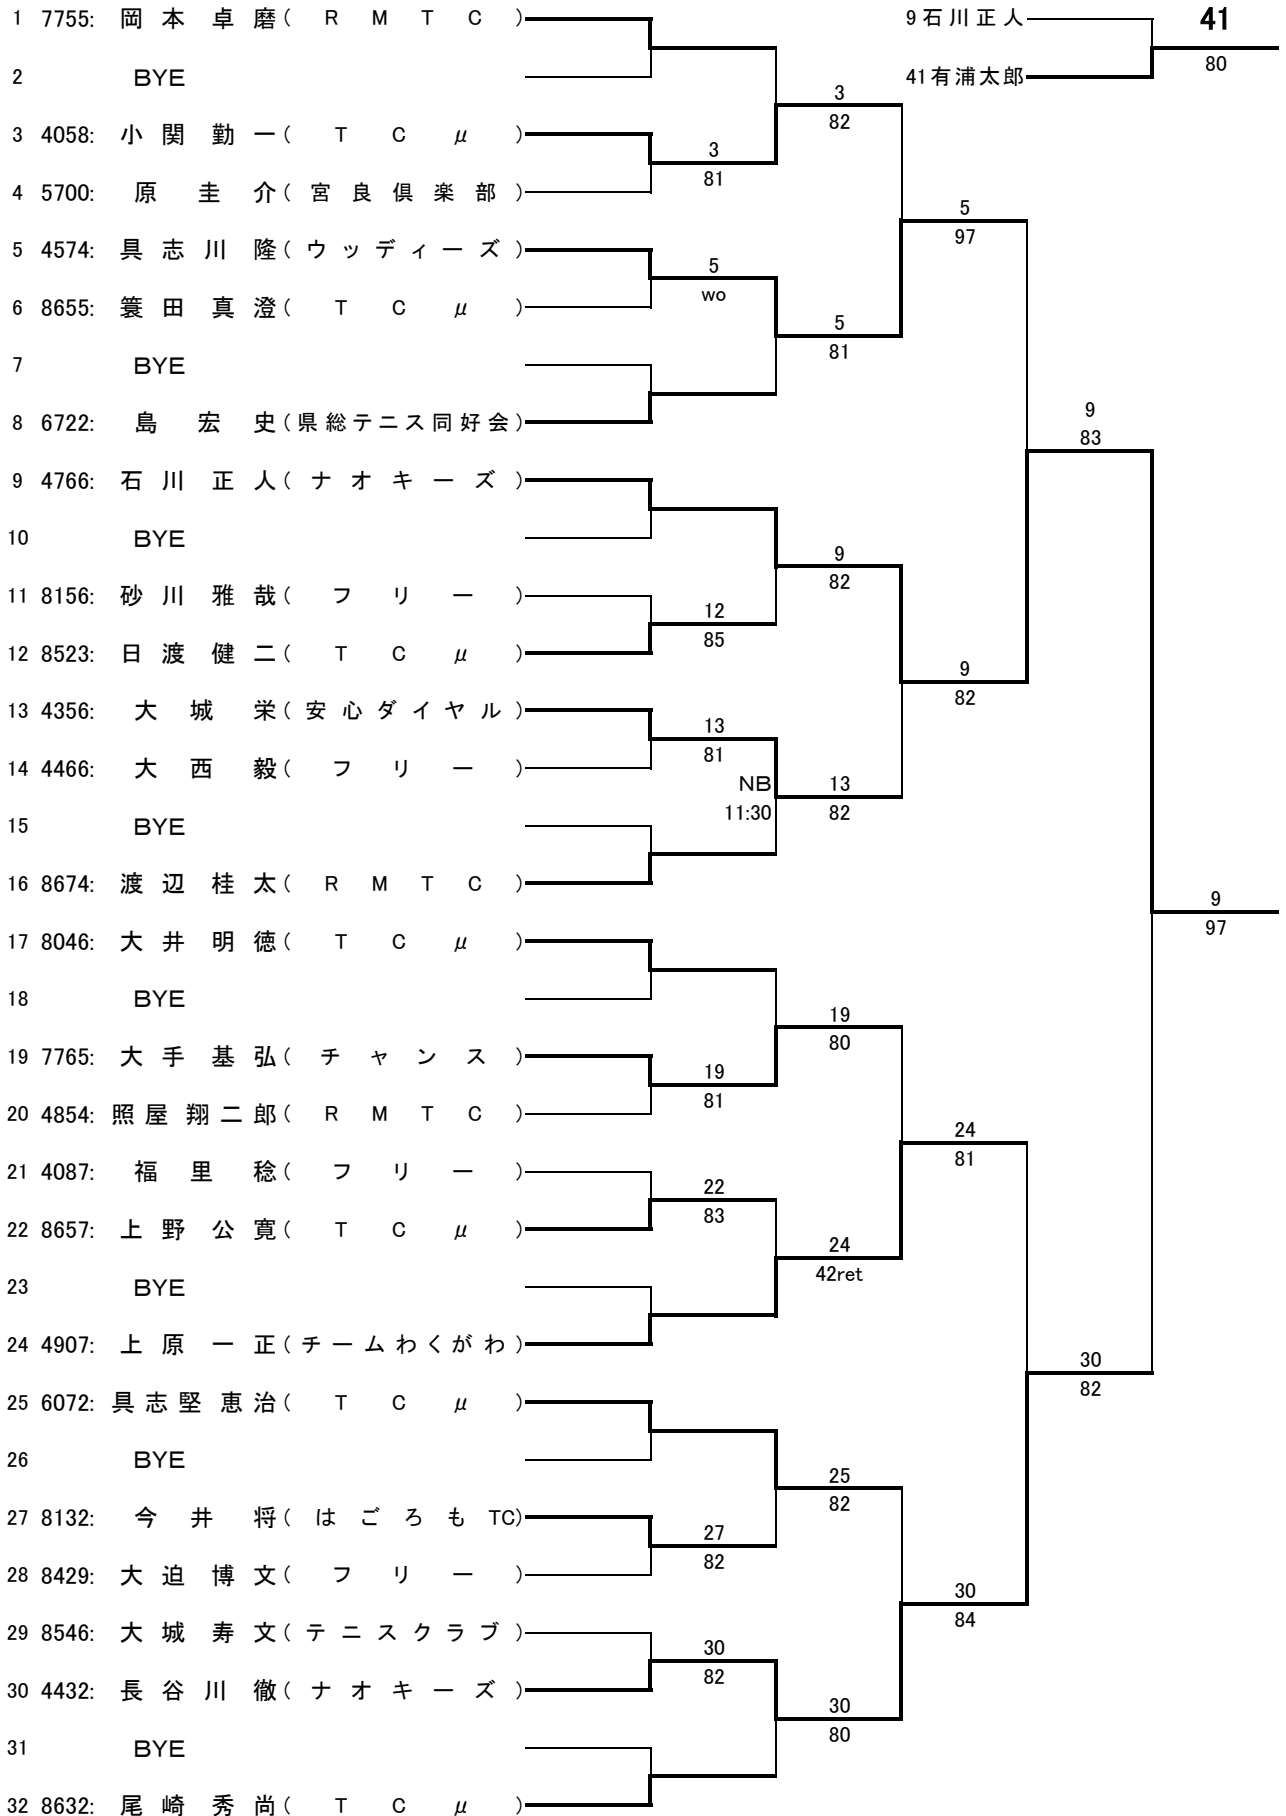 1 7755: 岡本卓磨(RMTC)
9石川正人
41
80
41有浦太郎
2 BYE
3
82
3 4058: 小関勤一(TCμ)
3
81
4 5700: 原圭介(宮良倶楽部)
5
97
5 4574: 具志川隆(ウッディーズ)
5
wo
6 8655: 簑田真澄(TCμ)
5
81
7 BYE
8 6722: 島宏史(県総テニス同好会)
9
83
9 4766: 石川正人(ナオキーズ)
10 BYE
9
82
11 8156: 砂川雅哉(フリー)
12
85
12 8523: 日渡健二(TCμ)
9
82
13 4356: 大城栄(安心ダイヤル)
13
81
14 4466: 大西毅(フリー)
NB
11:30
13
82
15 BYE
16 8674: 渡辺桂太(RMTC)
9
97
17 8046: 大井明徳(TCμ)
18 BYE
19
80
19 7765: 大手基弘(チャンス)
19
81
20 4854: 照屋翔二郎(RMTC)
24
81
21 4087: 福里稔(フリー)
22
83
22 8657: 上野公寛(TCμ)
24
42ret
23 BYE
24 4907: 上原一正(チームわくがわ)
30
82
25 6072: 具志堅恵治(TCμ)
26 BYE
25
82
27 8132: 今井将(はごろもTC)
27
82
28 8429: 大迫博文(フリー)
30
84
29 8546: 大城寿文(テニスクラブ)
30
82
30 4432: 長谷川徹(ナオキーズ)
30
80
31 BYE
32 8632: 尾崎秀尚(TCμ)